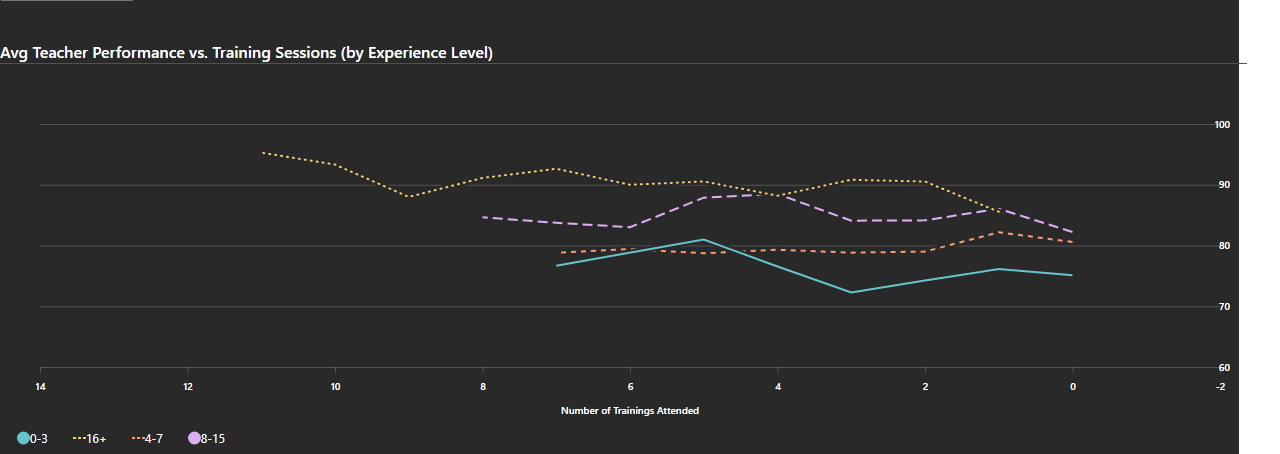 Avg Teacher Performance vs. Training Sessions (by Experience Level)
100
90
80
70
60
14 12 10 8 6 4 2 0 -2
Number of Trainings Attended
0-3 16+ 4-7 8-15